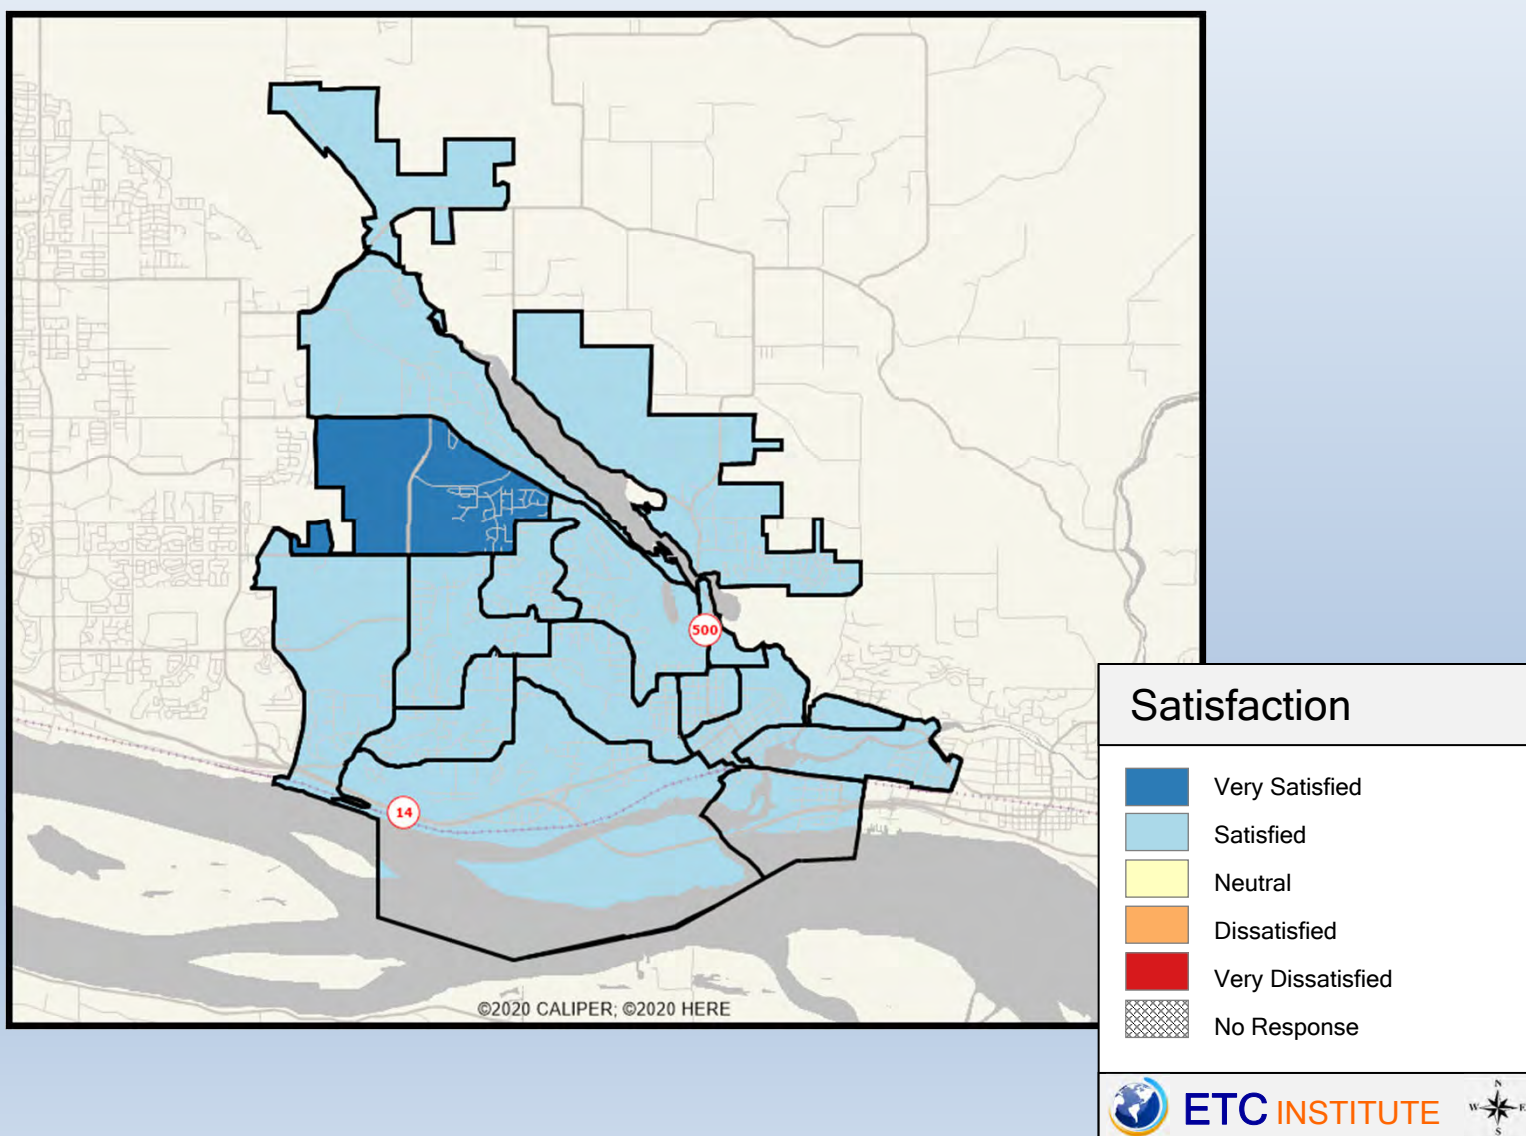 500
14
©2020 CALIPER; ©2020 HERE
Satisfaction
Very Satisfied
Satisfied
Neutral
Dissatisfied
Very Dissatisfied
No Response
ETC INSTITUTE
N
W E
S